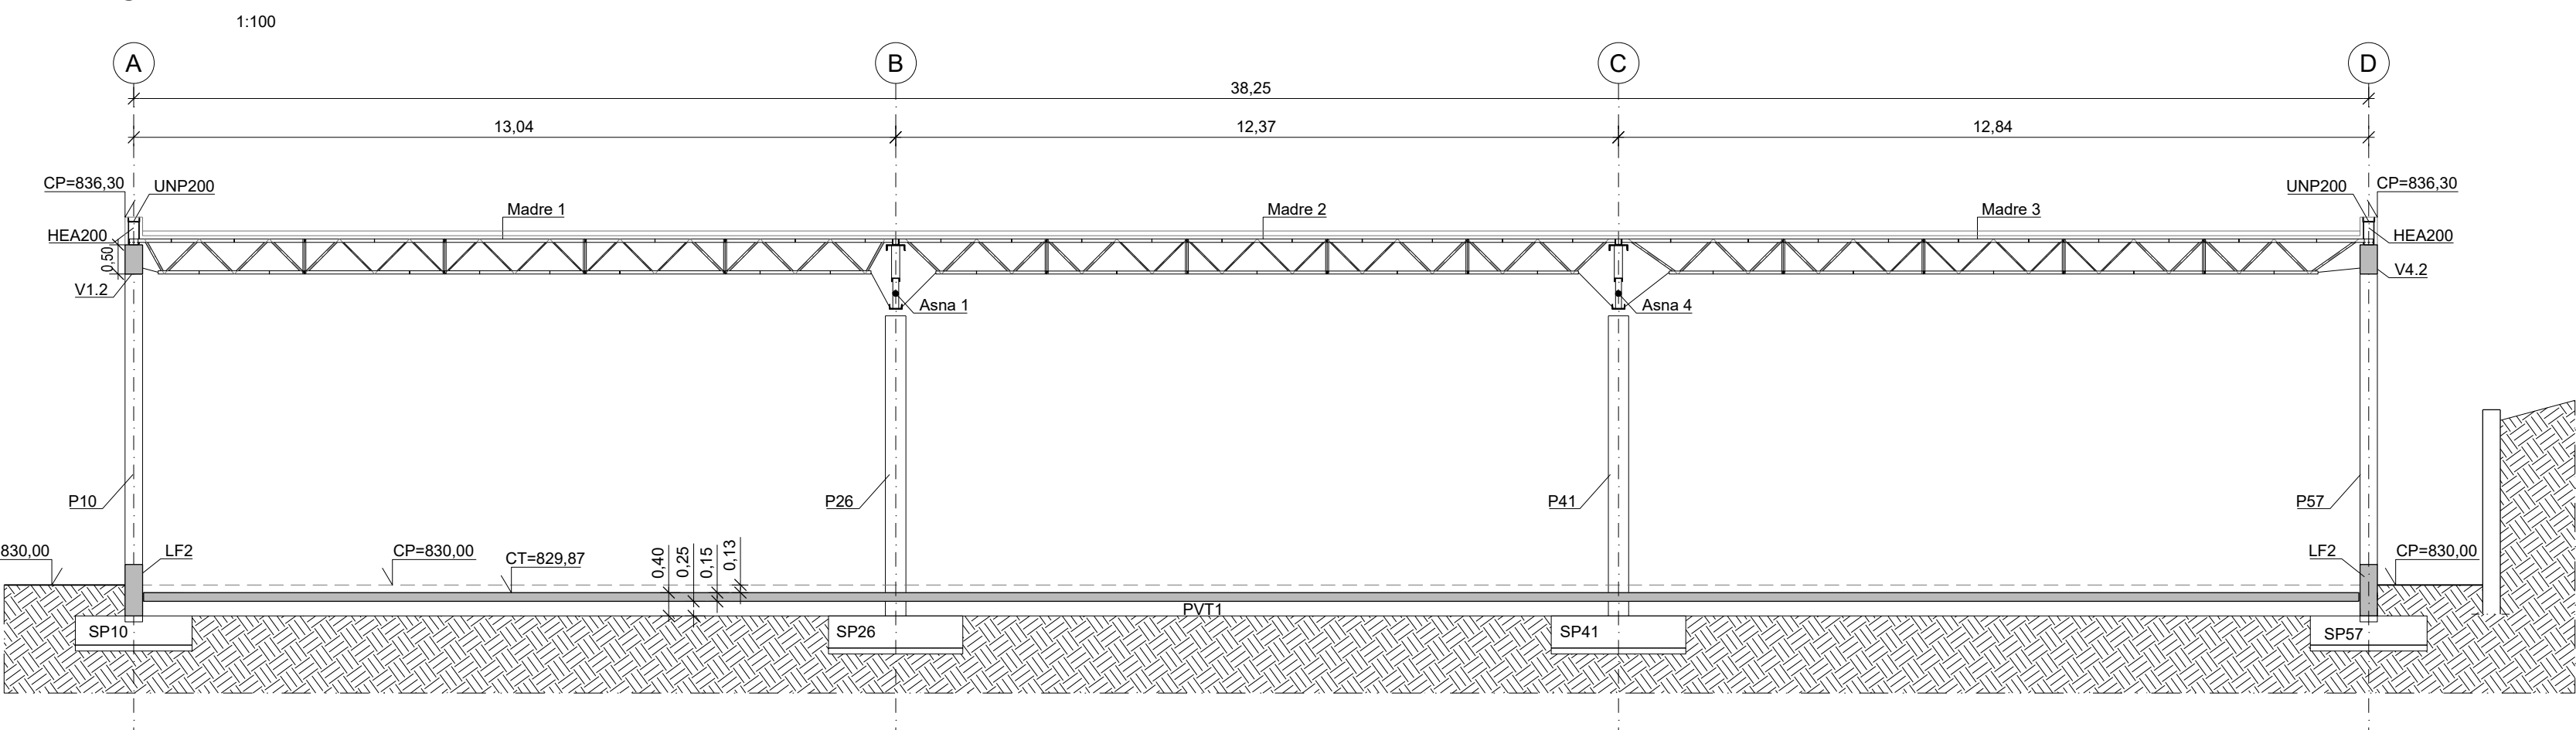 1:100
A
B
C
D
38,25
13,04
12,37
12,84
CP=836,30
UNP200
UNP200
CP=836,30
Madre 1
Madre 2
Madre 3
HEA200
HEA200
0,50
V1.2
V4.2
Asna 1
Asna 4
P10
P26
P41
P57
830,00
LF2
CP=830,00
CT=829,87
0,40
0,25
0,15
0,13
LF2
CP=830,00
PVT1
SP10
SP26
SP41
SP57